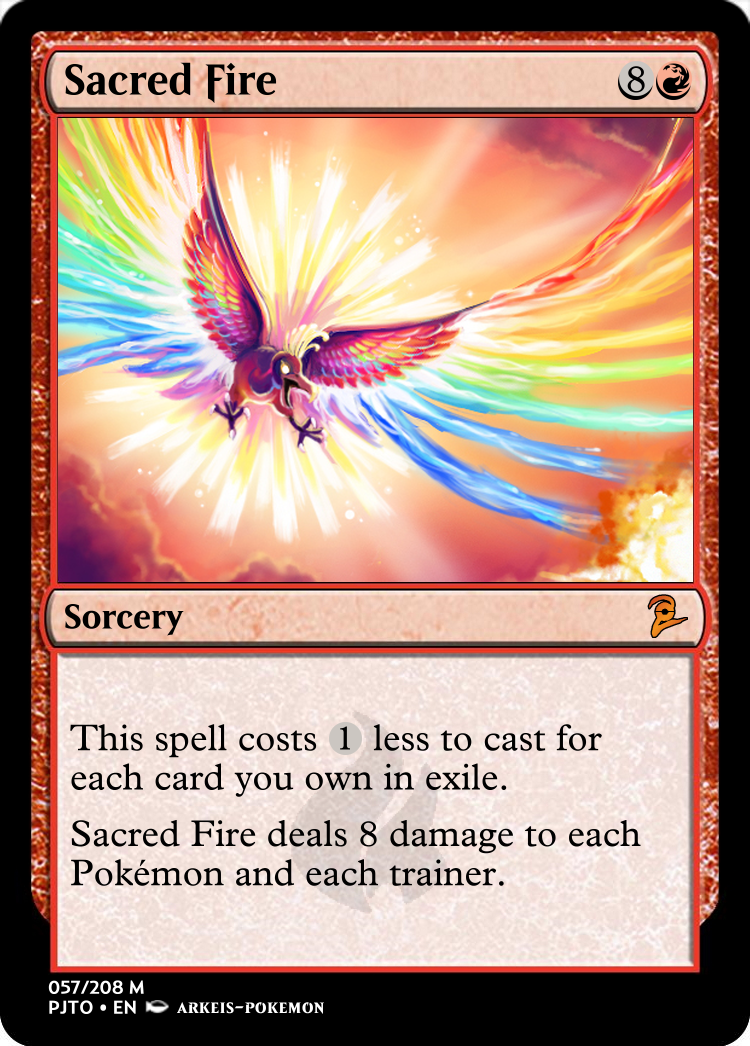 Sacred Fire 8
Sorcery
This spell costs 1 less to cast for
each card you own in exile.
Sacred Fire deals 8 damage to each
Pokémon and each trainer.
057/208 M
PJTO • EN ARKEIS-POKEMON